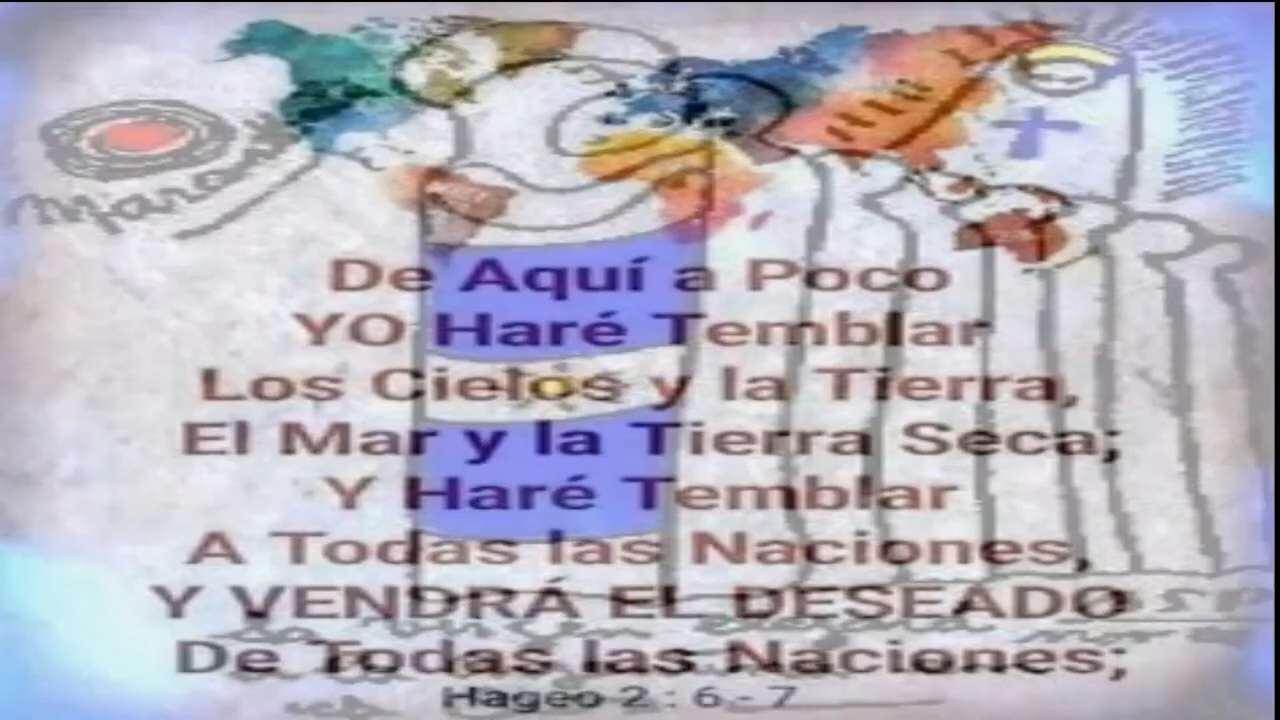 De Aquí a Poco
YO Haré Temblar
Los Cielos y la Tierra,
El Mar y la Tierra Seca;
Y Haré Temblar
A Todas las Naciones,
Y VENDRÁ EL DESEADO
De Todas las Naciones;
Hageo 2 : 6 - 7